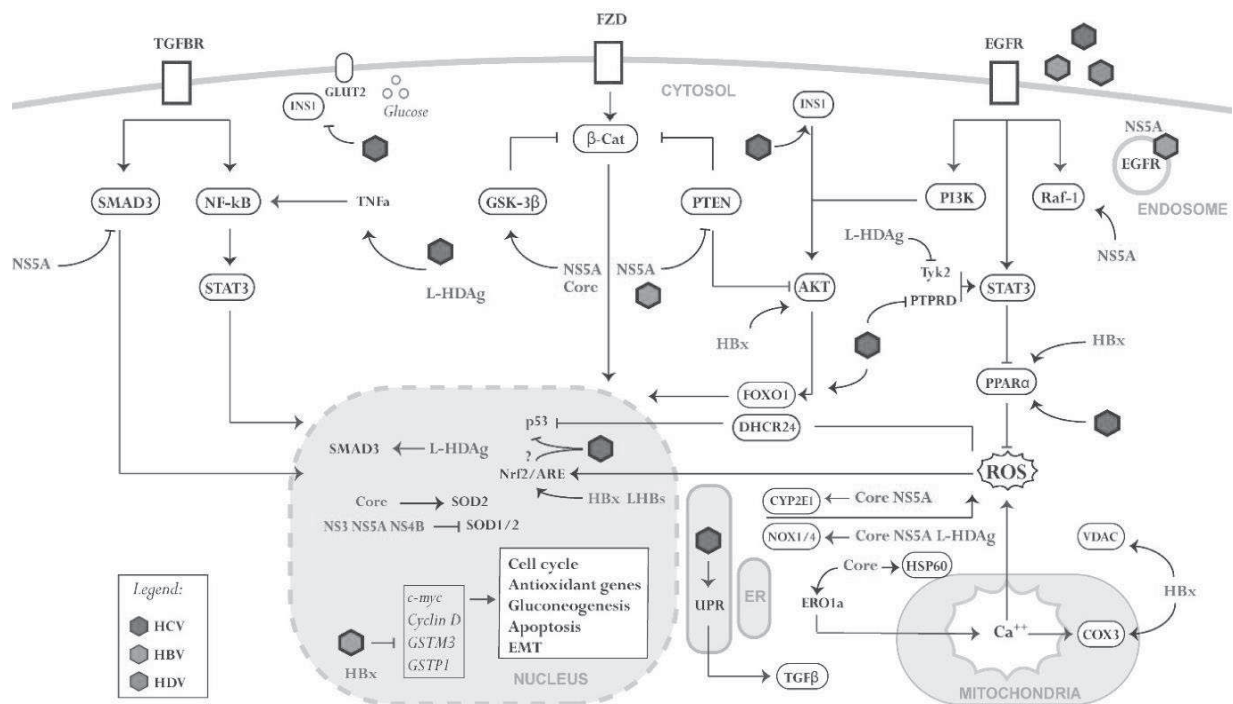 FZD
TGFBR
EGFR
GLUT2
Glucose
CYTOSOL
INS1
INS1
β-Cat
NS5A
EGFR
ENDOSOME
SMAD3
NF-kB
TNFa
GSK-3β
PTEN
PI3K
Raf-1
NS5A
L-HDAg
NS5A
NS5A
Core
NS5A
L-HDAg
Tyk2
STAT3
AKT
STAT3
PTPRD
HBx
HBx
PPARα
FOXO1
p53
DHCR24
SMAD3
L-HDAg
?
Nrf2/ARE
ROS
Core
SOD2
HBx LHBs
CYP2E1
Core NS5A
NS3 NS5A NS4B
SOD1/2
NOX1/4
Core NS5A L-HDAg
VDAC
Core
HSP60
HBx
ERO1a
UPR
ER
Ca++
COX3
Cell cycle
Antioxidant genes
Gluconeogenesis
Apoptosis
EMT
c-myc
Cyclin D
GSTM3
GSTP1
HBx
NUCLEUS
TGFβ
MITOCHONDRIA
Legend:
HCV
HBV
HDV